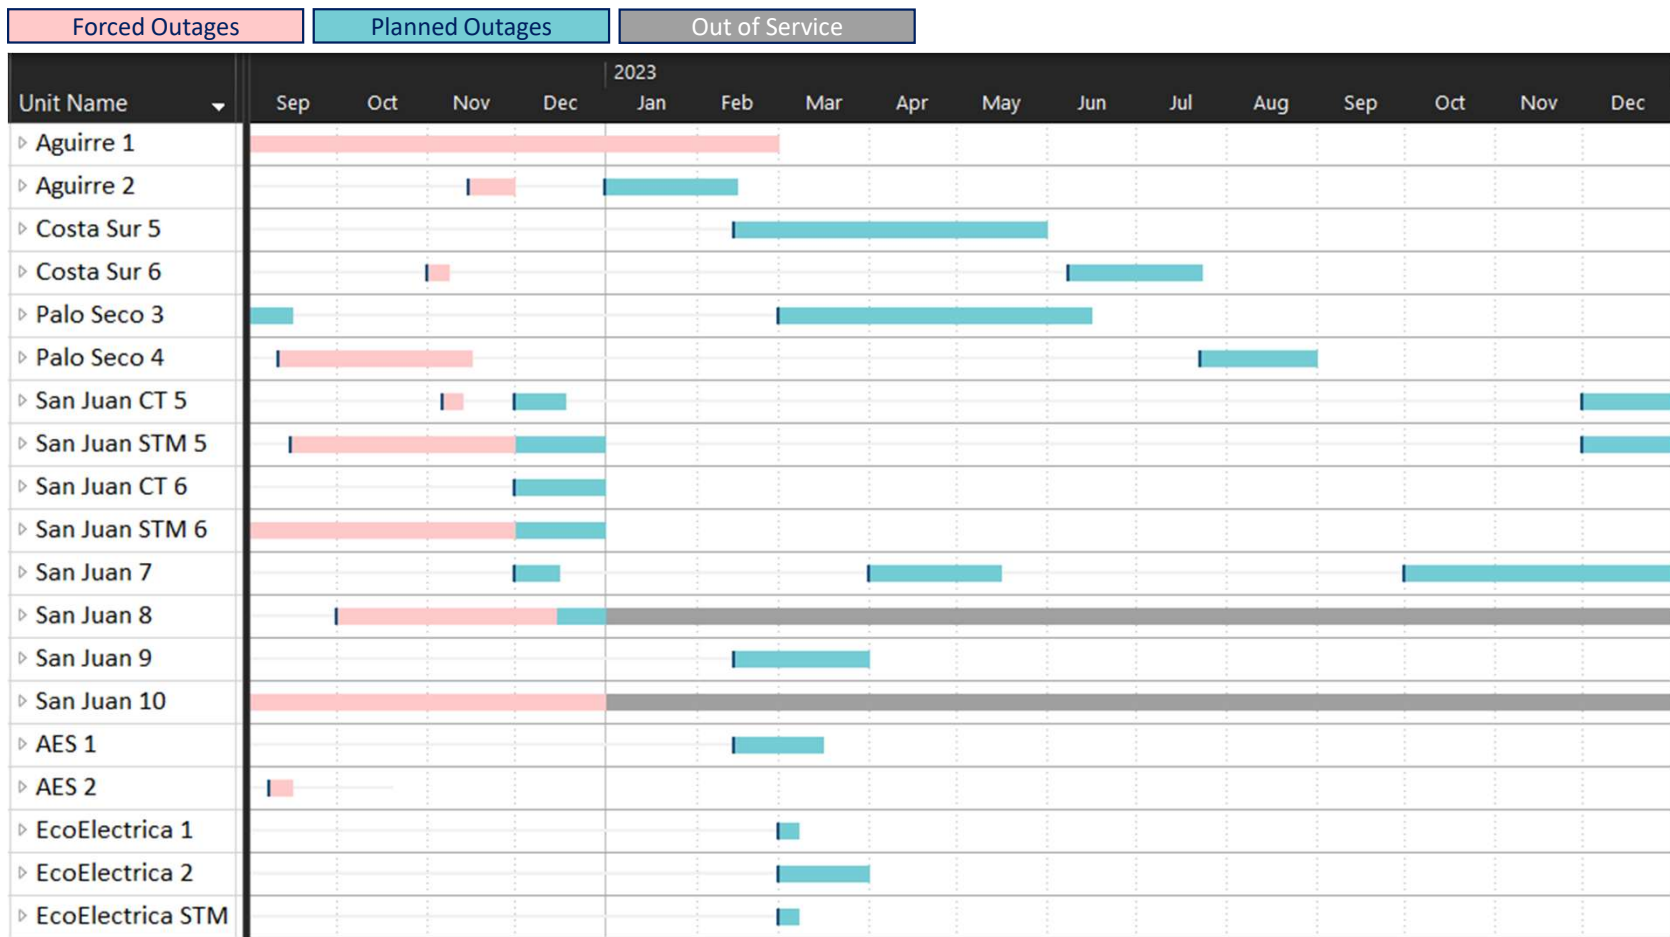 Forced Outages Planned Outages Out of Service
2023
Unit Name Sep Oct Nov Dec Jan Feb Mar Apr May Jun Jul Aug Sep Oct Nov Dec
Aguirre 1
Aguirre 2
Costa Sur 5
Costa Sur 6
Palo Seco 3
Palo Seco 4
San Juan CT 5
San Juan STM 5
San Juan CT 6
San Juan STM 6
San Juan 7
San Juan 8
San Juan 9
San Juan 10
AES 1
AES 2
EcoElectrica 1
EcoElectrica 2
EcoElectrica STM